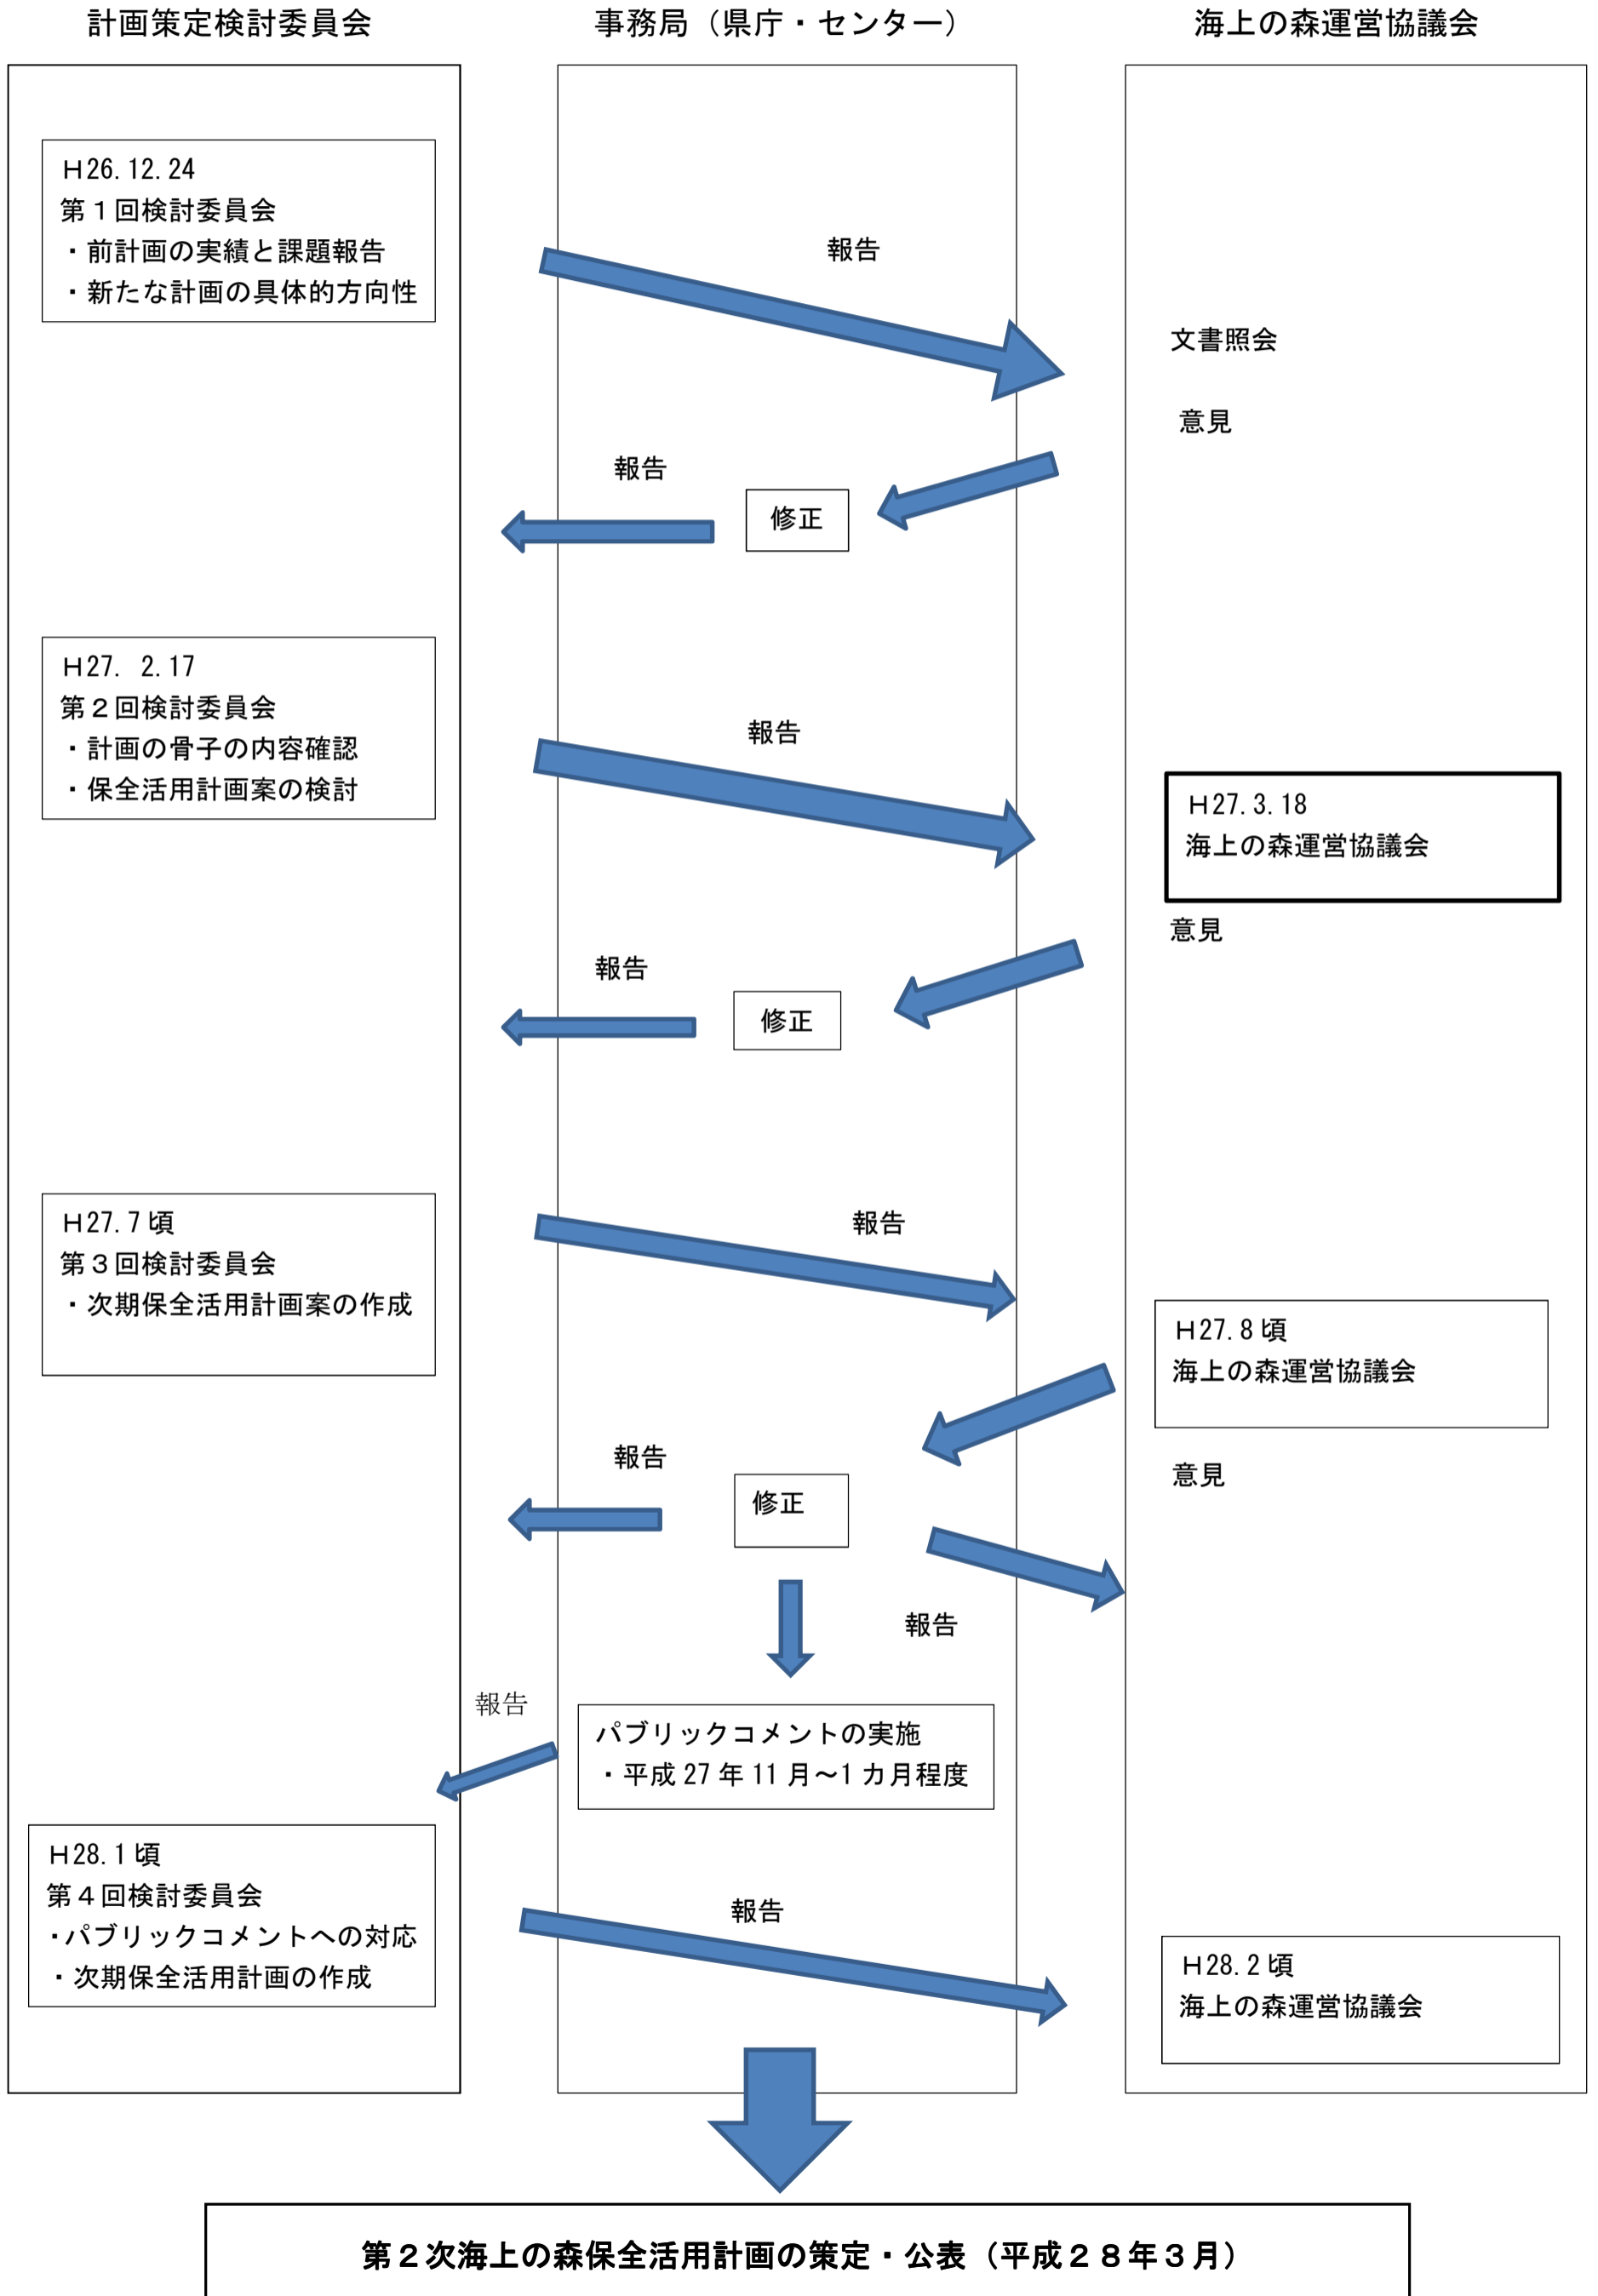 計画策定検討委員会
事務局（県庁・センター）
海上の森運営協議会
Ｈ26.12.24
第１回検討委員会
・前計画の実績と課題報告
・新たな計画の具体的方向性
報告
文書照会
意見
報告
修正
Ｈ27. 2.17
第２回検討委員会
・計画の骨子の内容確認
・保全活用計画案の検討
報告
Ｈ27.3.18
海上の森運営協議会
意見
報告
修正
Ｈ27.7 頃
第３回検討委員会
・次期保全活用計画案の作成
報告
Ｈ27.8 頃
海上の森運営協議会
意見
報告
修正
報告
報告
パブリックコメントの実施
・平成 27 年 11 月～1 カ月程度
Ｈ28.1 頃
第４回検討委員会
・パブリックコメントへの対応
・次期保全活用計画の作成
報告
Ｈ28.2 頃
海上の森運営協議会
第２次海上の森保全活用計画の策定・公表（平成２８年３月）